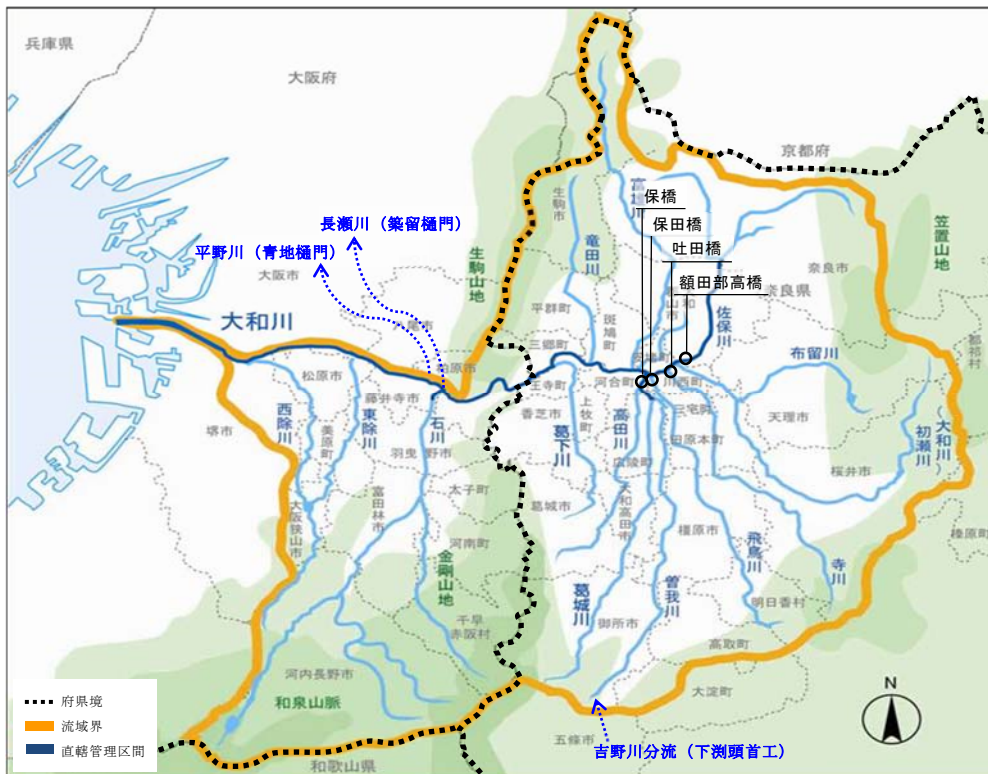 兵庫県
大阪府
京都府
保橋
保田橋
吐田橋
額田部高橋
長瀬川（築留樋門）
平野川（青地樋門）
生駒市
生駒山地
竜田川
笠置山地
奈良市
奈良県
大阪市
大和川
平群町
斑鳩町
佐保川
布留川
都祁村
三郷町
松原市
王寺町
河合町
川西町
藤井寺市
香芝市
上牧町
三宅町
天理市
堺市
西除川
美原町
東除川
羽曳野市
石川
葛下川
高田川
田原本町
広陵町
初瀬川
（大和川）
桜井市
太子町
富田林市
葛城市
大和高田市
橿原市
榛原町
大阪狭山市
河南町
金剛山地
飛鳥川
寺川
葛城川
曽我川
明日香村
千早
赤阪村
御所市
高取町
河内長野市
大淀町
和泉山脈
五條市
吉野川分流（下渕頭首工）
和歌山県
N
府県境
流域界
直轄管理区間